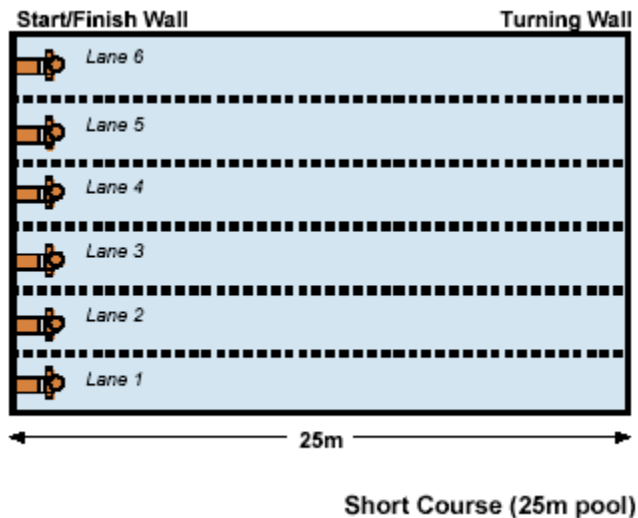 Start/Finish Wall Turning Wall
Lane 6
Lane 5
Lane 4
Lane 3
Lane 2
Lane 1
25m
Short Course (25m pool)